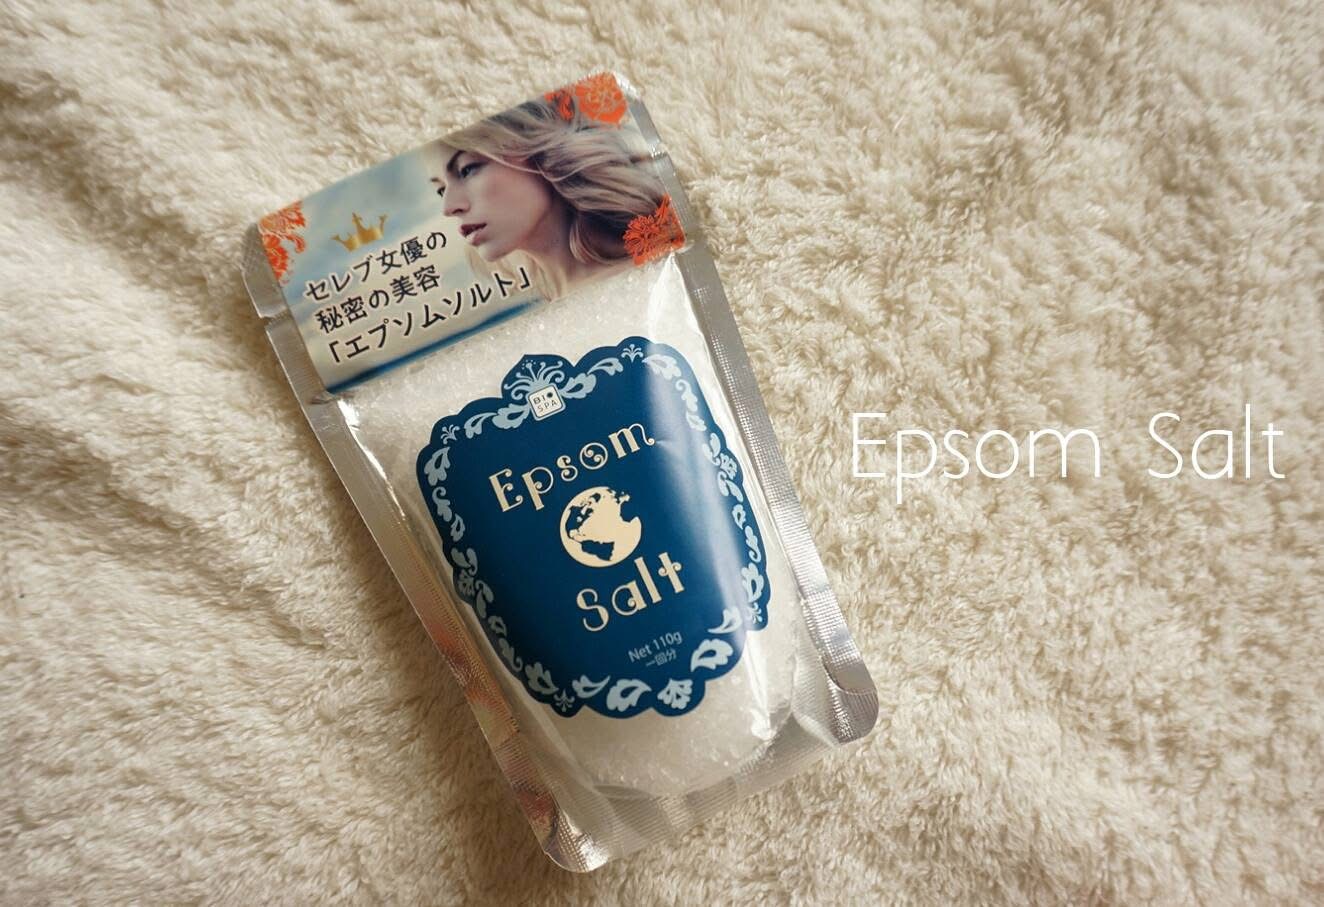 セレブ女優の
秘密の美容
「エプソムソルト」
BIO
SPA
Epsom
Salt
Net 110g
一回分
Epsom Salt